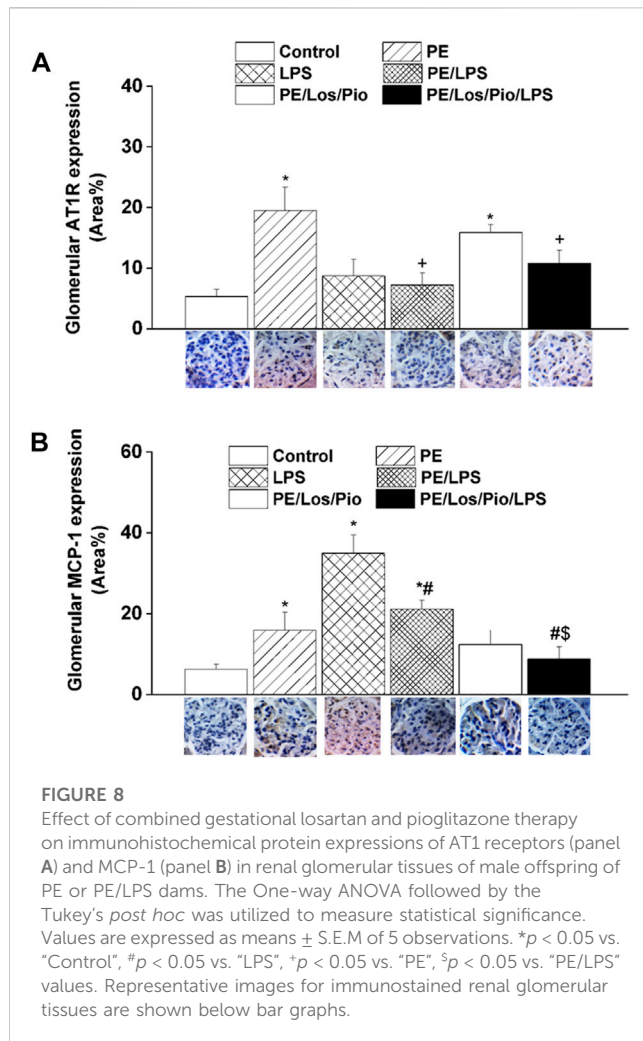 A
Control
PE
LPS
PE/LPS
PE/Los/Pio
PE/Los/Pio/LPS
Glomerular AT1R expression
(Area%)
40
30
20
10
0
*
+
*
+
B
Control
PE
LPS
PE/LPS
PE/Los/Pio
PE/Los/Pio/LPS
Glomerular MCP-1 expression
(Area%)
60
40
20
0
*
*
*#
#$
FIGURE 8
Effect of combined gestational losartan and pioglitazone therapy
on immunohistochemical protein expressions of AT1 receptors (panel
A) and MCP-1 (panel B) in renal glomerular tissues of male offspring of
PE or PE/LPS dams. The One-way ANOVA followed by the
Tukey's post hoc was utilized to measure statistical significance.
Values are expressed as means ± S.E.M of 5 observations. *p < 0.05 vs.
"Control", #p < 0.05 vs. "LPS", +p < 0.05 vs. "PE", $p < 0.05 vs. "PE/LPS"
values. Representative images for immunostained renal glomerular
tissues are shown below bar graphs.